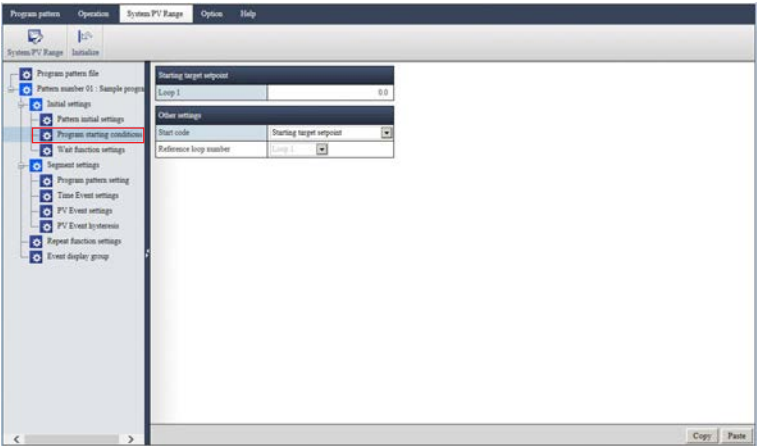 Program pattern Operation System/PV Range Option Help
System/PV Range Initialize
Program pattern file
Pattern number 01 : Sample progra
Initial settings
Pattern initial settings
Program starting conditions
Wait function settings
Segment settings
Program pattern setting
Time Event settings
PV Event settings
PV Event hysteresis
Repeat function settings
Event display group
Starting target setpoint
Loop 1 0.0
Other settings
Start code Starting target setpoint
Reference loop number Loop 1
Copy Paste